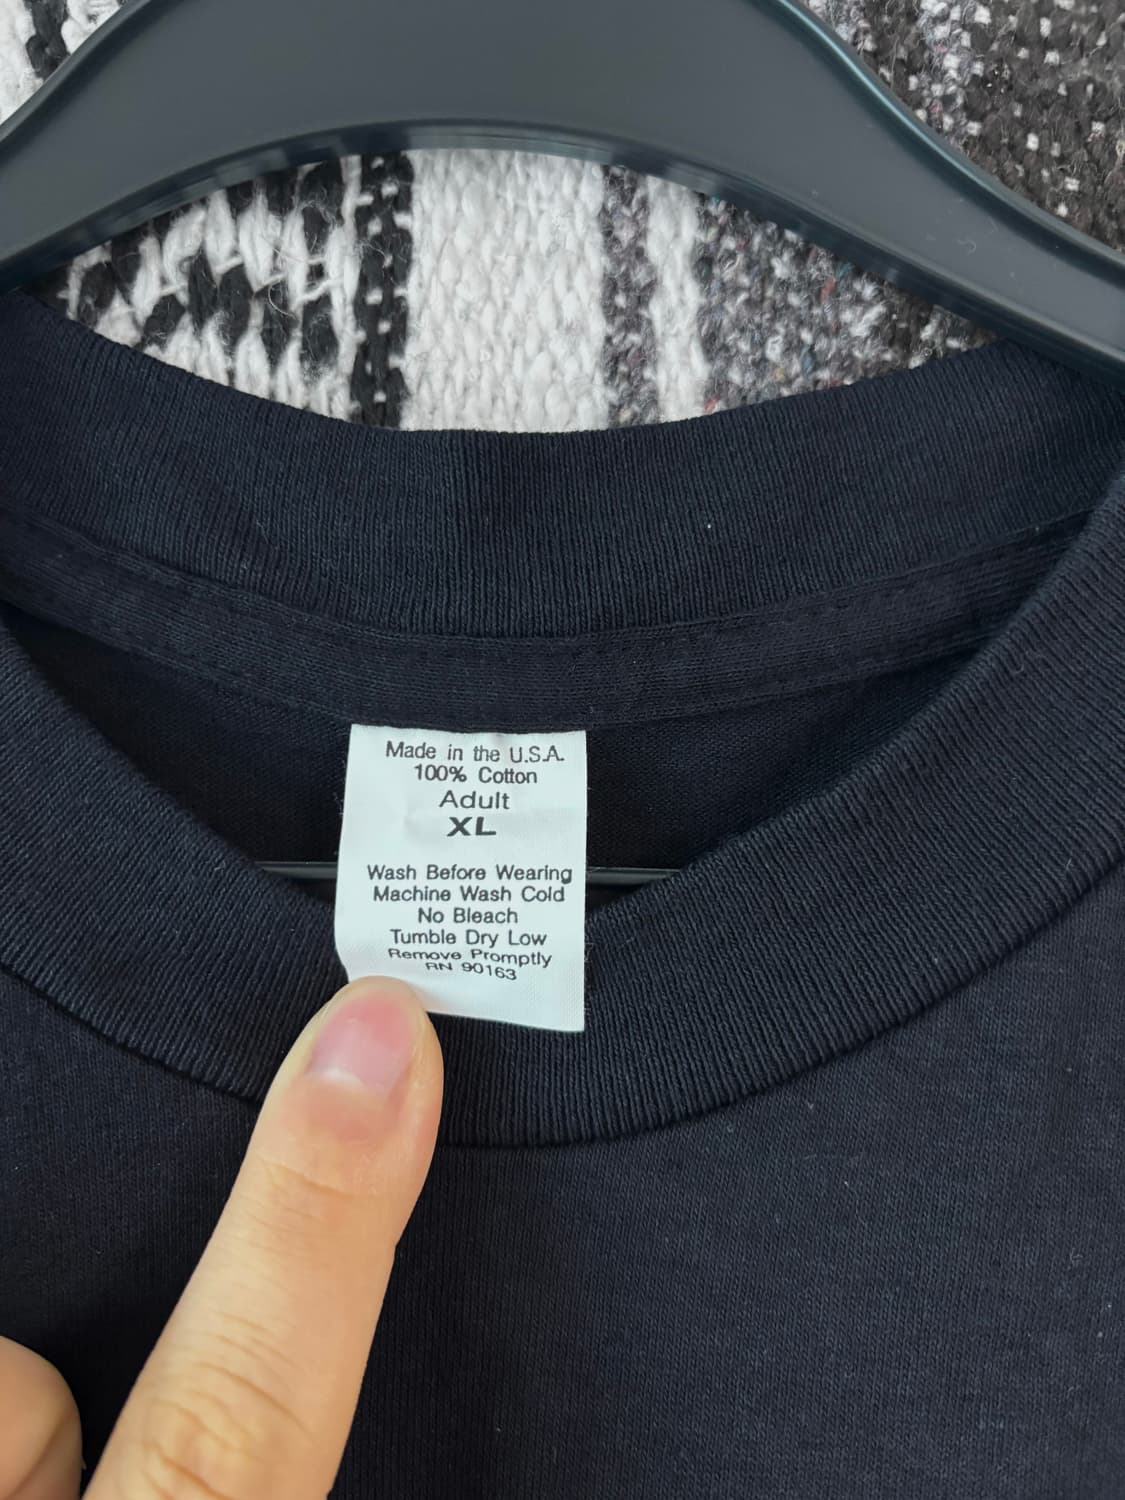 Made in the U.S.A.
100% Cotton
Adult
XL
Wash Before Wearing
Machine Wash Cold
No Bleach
Tumble Dry Low
Remove Promptly
RN 90163